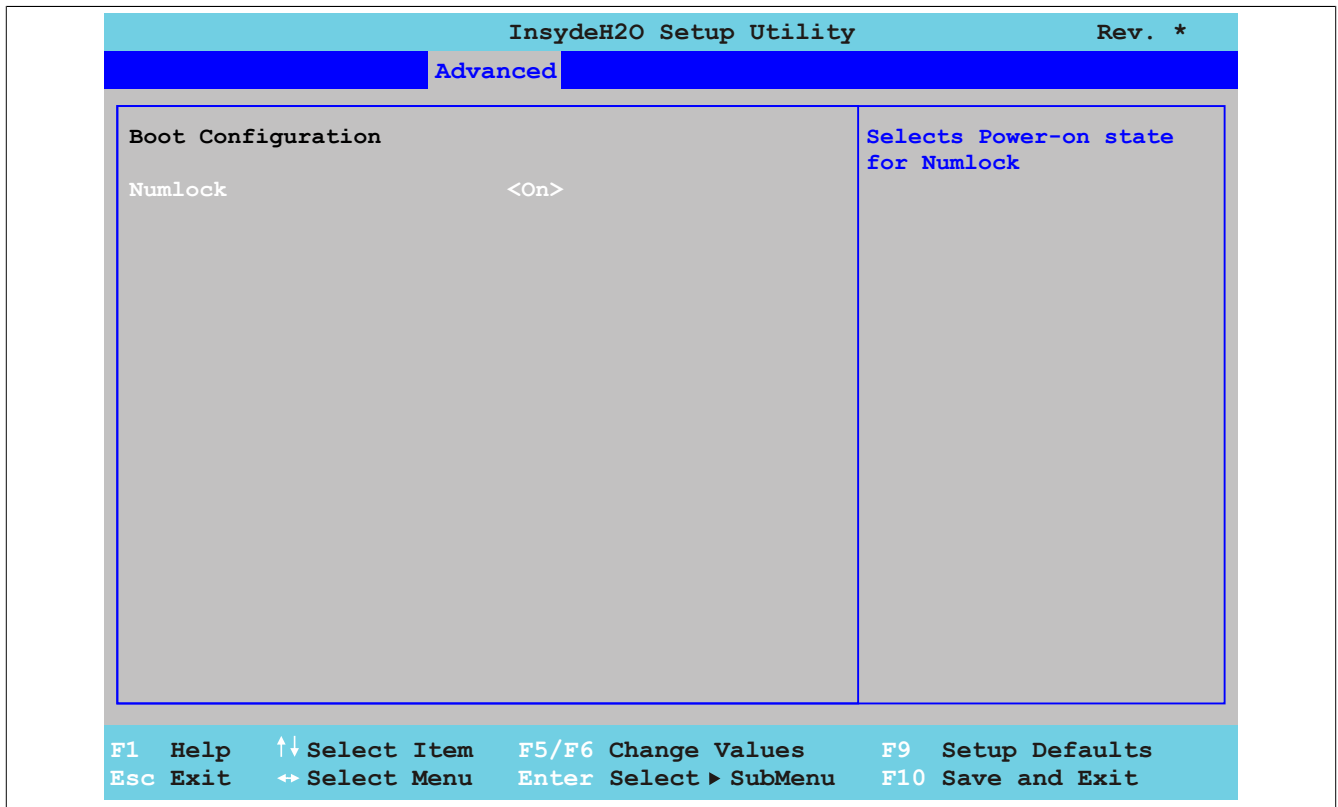 InsydeH2O Setup Utility Rev. *
Advanced
Boot Configuration
Numlock <On>
Selects Power-on state
for Numlock
F1 Help ↑↓ Select Item F5/F6 Change Values F9 Setup Defaults
Esc Exit ↔ Select Menu Enter Select ▶ SubMenu F10 Save and Exit